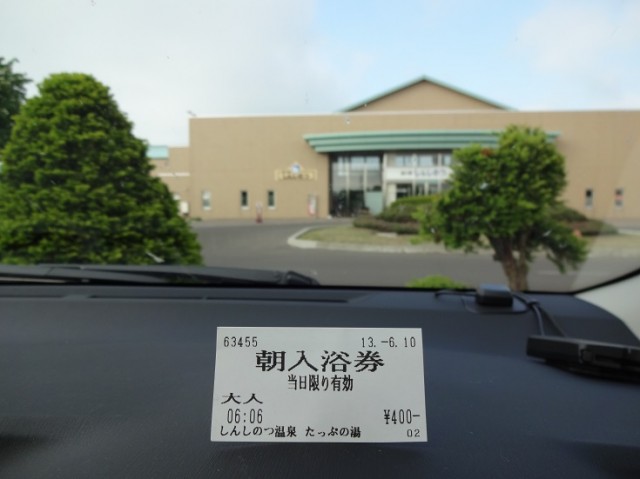 63455 13.-6.10
朝入浴券
当日限り有効
大人
06:06 ¥400-
しんしのつ温泉 たっぷの湯 02